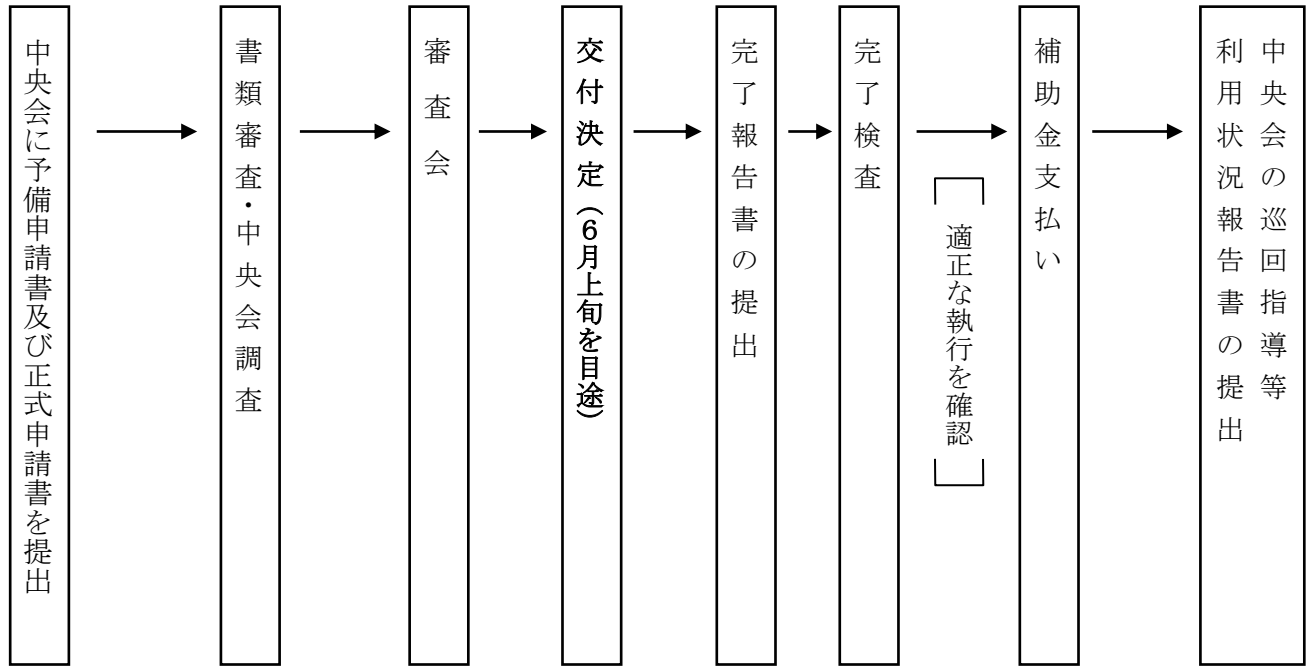 中央会に予備申請書及び正式申請書を提出
書類審査・中央会調査
審査会
交付決定（6月上旬を目途）
完了報告書の提出
完了検査
適正な執行を確認
補助金支払い
中央会の巡回指導等
利用状況報告書の提出